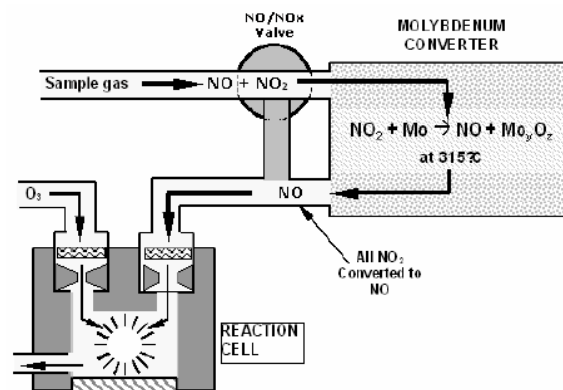 NO/NOx
Valve
MOLYBDENUM
CONVERTER
Sample gas
NO + NO₂
NO₂ + Mo → NO + MoyOz
at 315?C
O₃
NO
All NO₂
Converted to
NO
REACTION
CELL